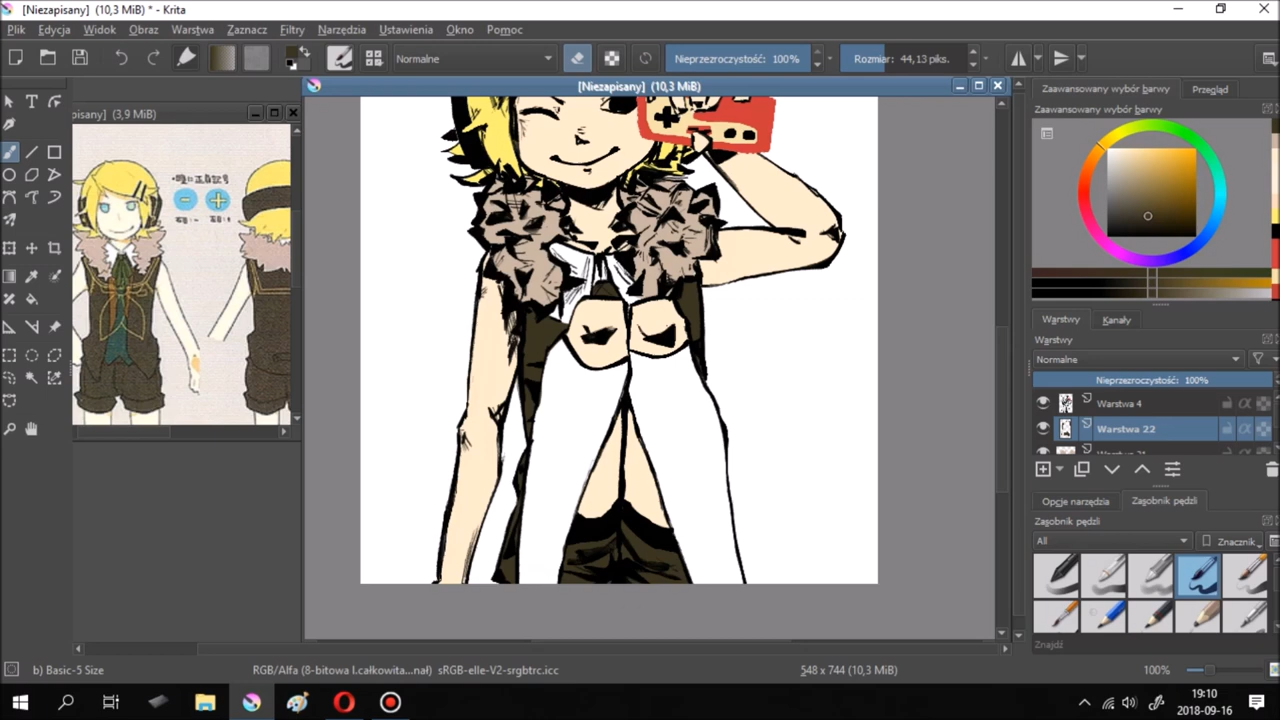 [Niezapisany] (10,3 MiB) * - Krita
Plik Edycja Widok Obraz Warstwa Zaznacz Filtry Narzędzia Ustawienia Okno Pomoc
Normalne Nieprzezroczystość: 100% Rozmiar: 44,13 piks.
[Niezapisany] (10,3 MiB)
pisany] (3,9 MiB)
Zaawansowany wybór barwy Przegląd
Zaawansowany wybór barwy
Warstwy Kanały
Warstwy
Normalne
Nieprzezroczystość: 100%
Warstwa 4
Warstwa 22
Opcje narzędzia Zasobnik pędzli
Zasobnik pędzli
All Znacznik
Znajdź
b) Basic-5 Size RGB/Alfa (8-bitowa l.całkowita...nał) sRGB-elle-V2-srgbtrc.icc 548 x 744 (10,3 MiB) 100%
19:10
2018-09-16